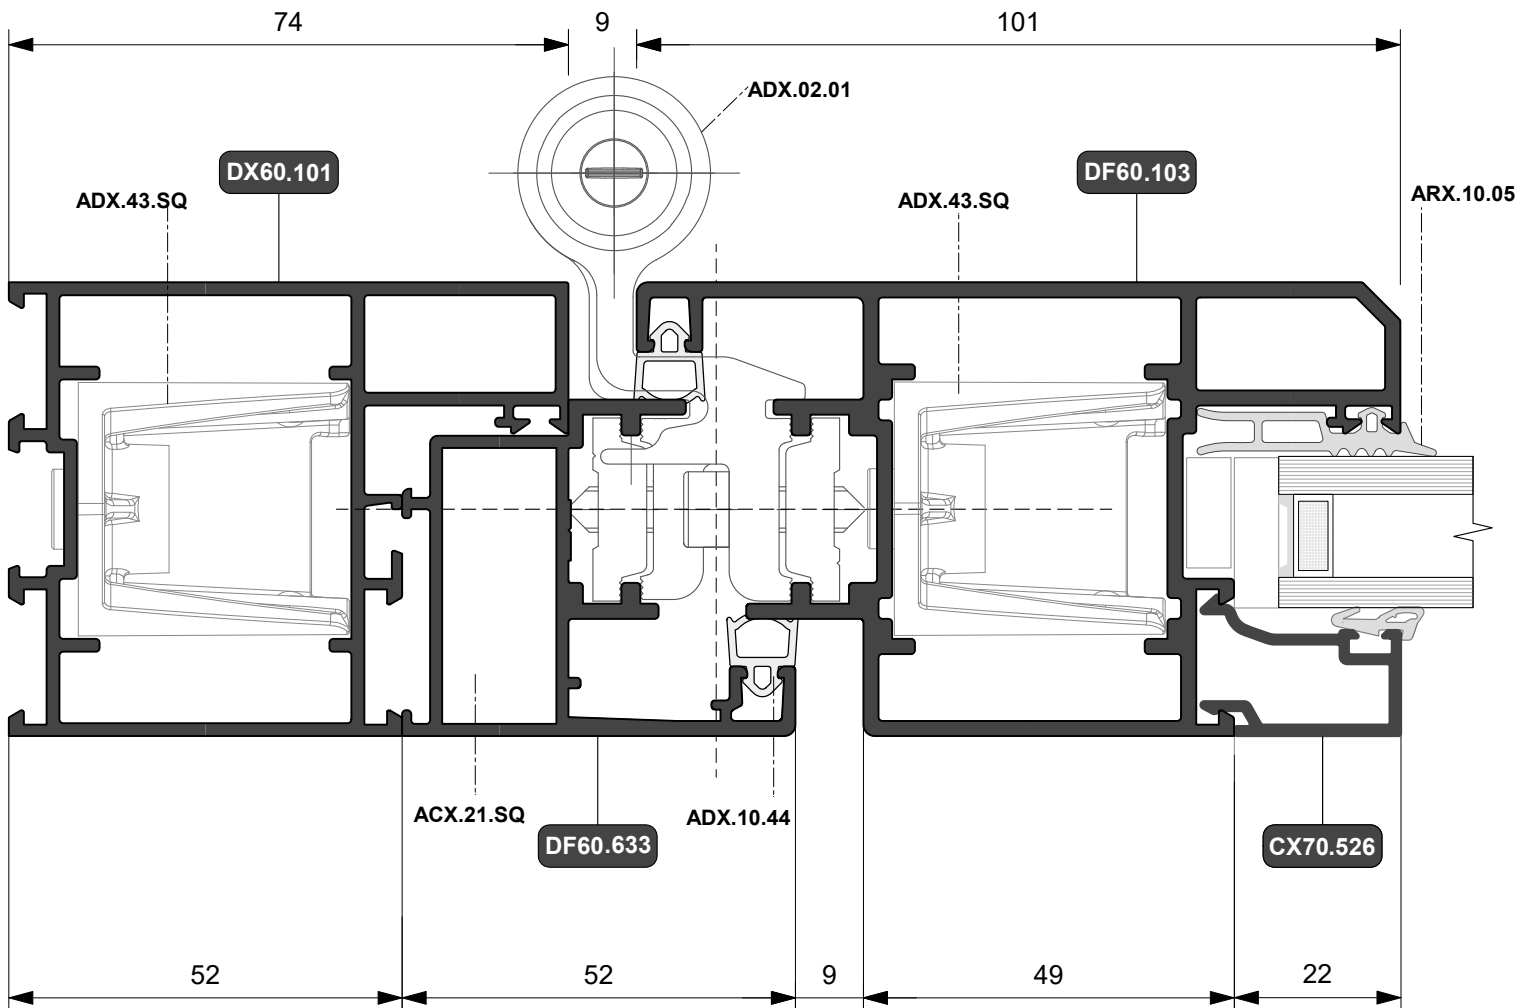 74
9
101
ADX.02.01
DX60.101
DF60.103
ADX.43.SQ
ADX.43.SQ
ARX.10.05
ACX.21.SQ
ADX.10.44
DF60.633
CX70.526
52
52
9
49
22